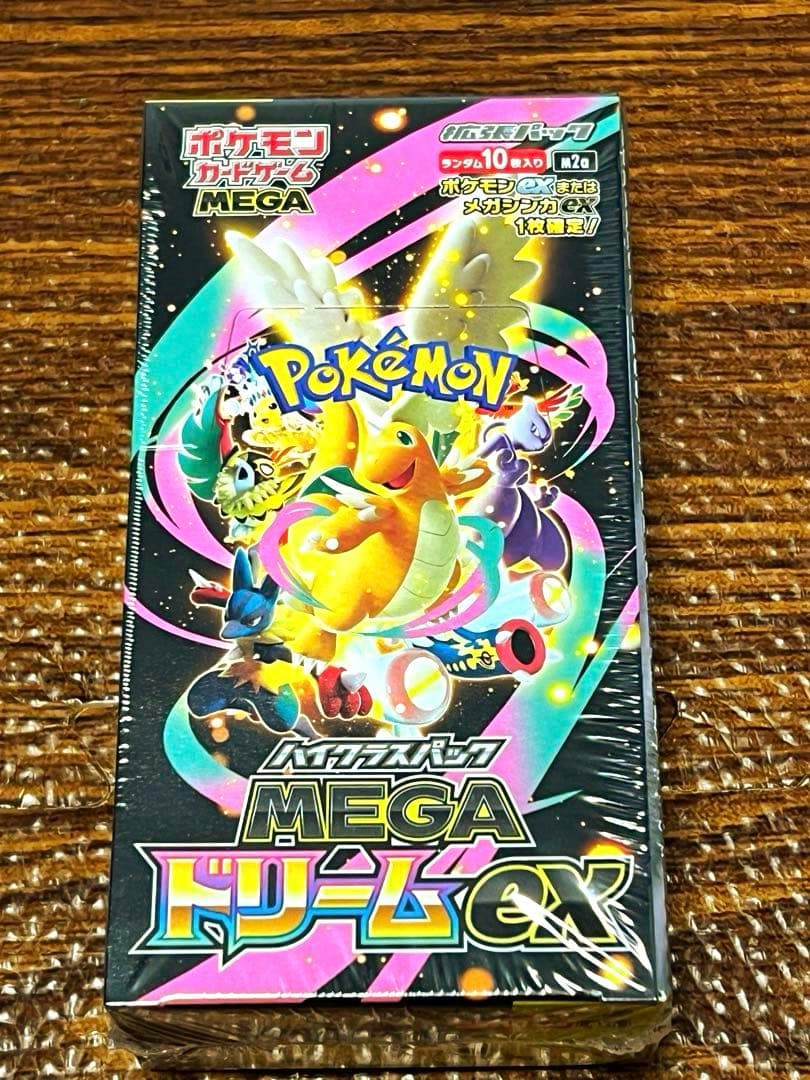 ポケモン
カードゲーム
MEGA
拡張パック
ランダム10枚入り M2a
ポケモンexまたは
メガシンカex
1枚確定!
POKéMON
TM
ハイクラスパック
MEGA
ドリームex